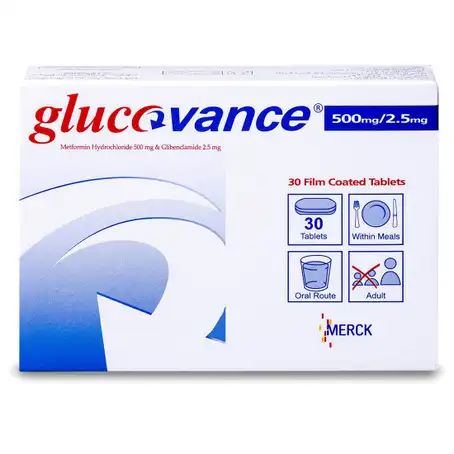 glucovance® 500mg/2.5mg
Metformin Hydrochloride 500 mg & Glibenclamide 2.5 mg
30 Film Coated Tablets
30
Tablets
Within Meals
Oral Route
Adult
MERCK